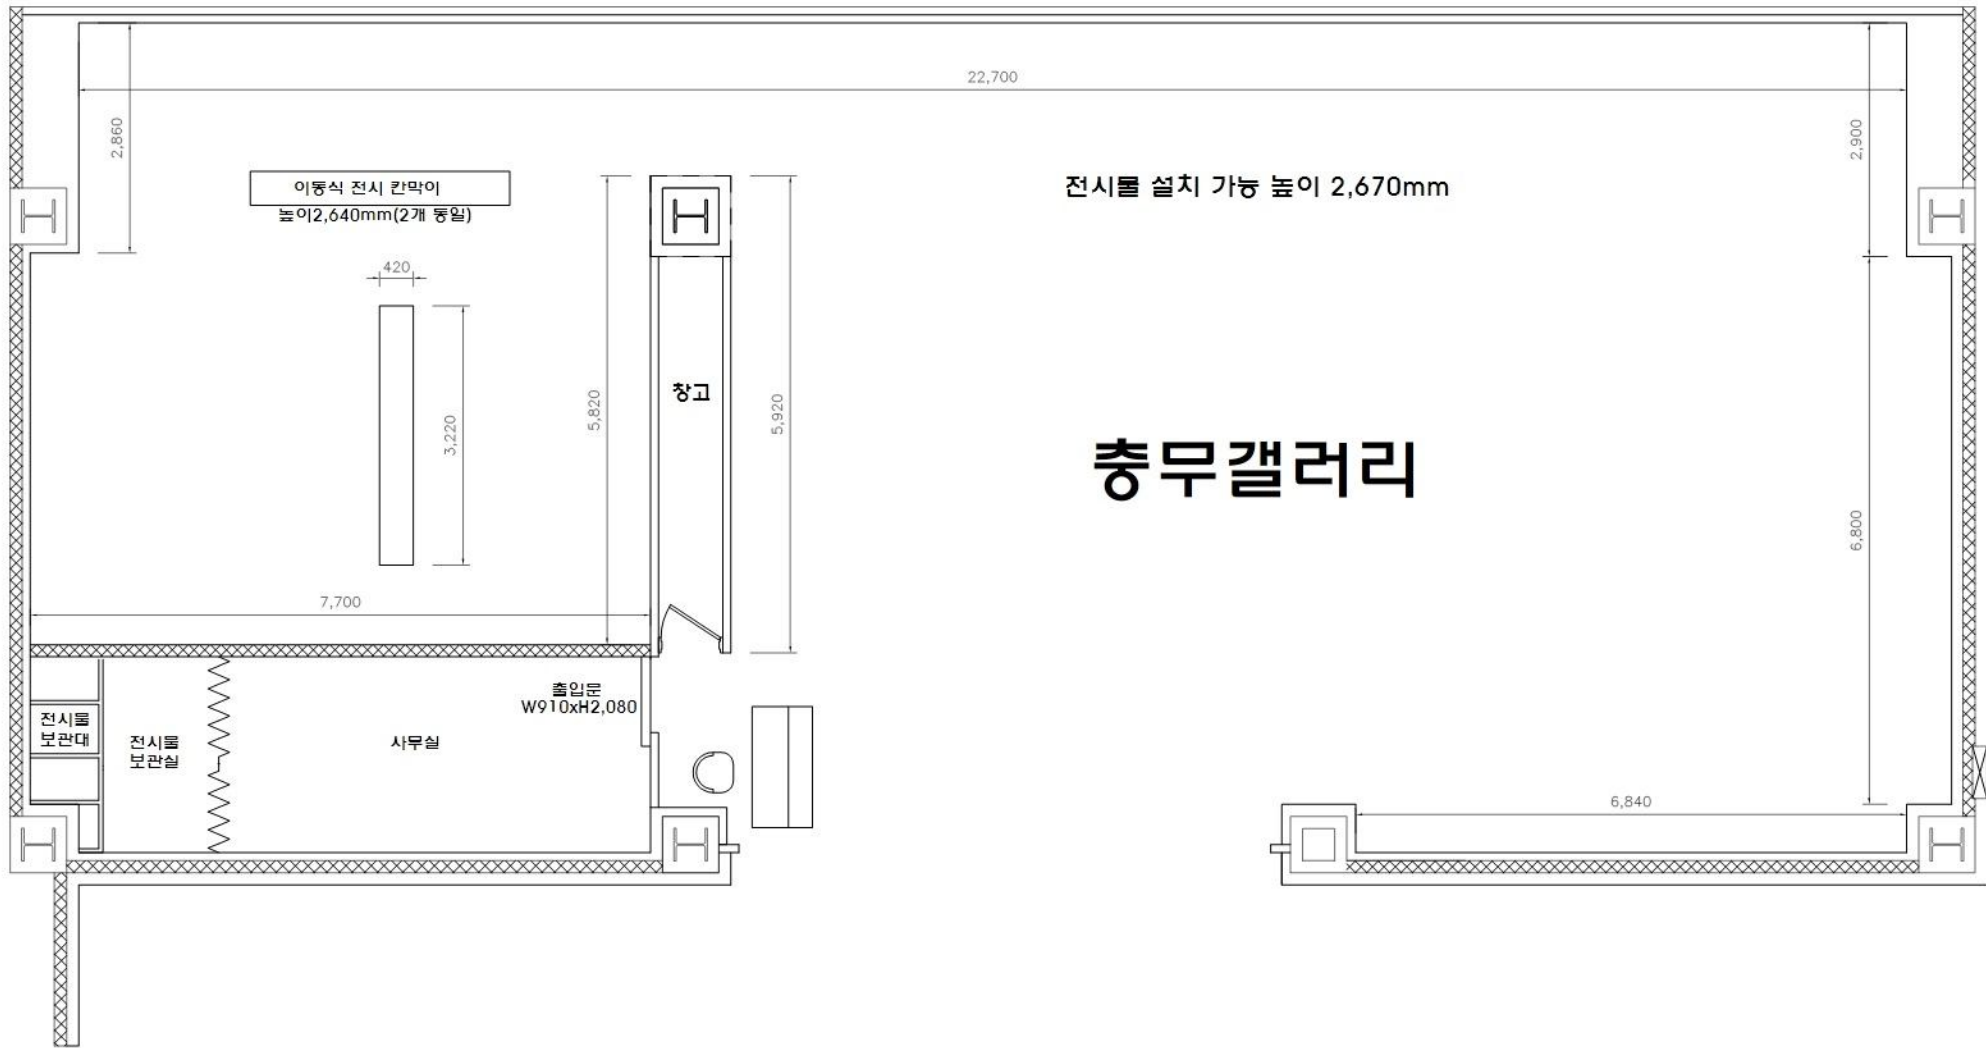 22,700
2,860
2,900
이동식 전시 칸막이
높이2,640mm(2개 동일)
전시물 설치 가능 높이 2,670mm
420
3,220
5,820
창고
5,920
충무갤러리
6,800
7,700
출입문
W910xH2,080
전시물
보관대
전시물
보관실
사무실
6,840